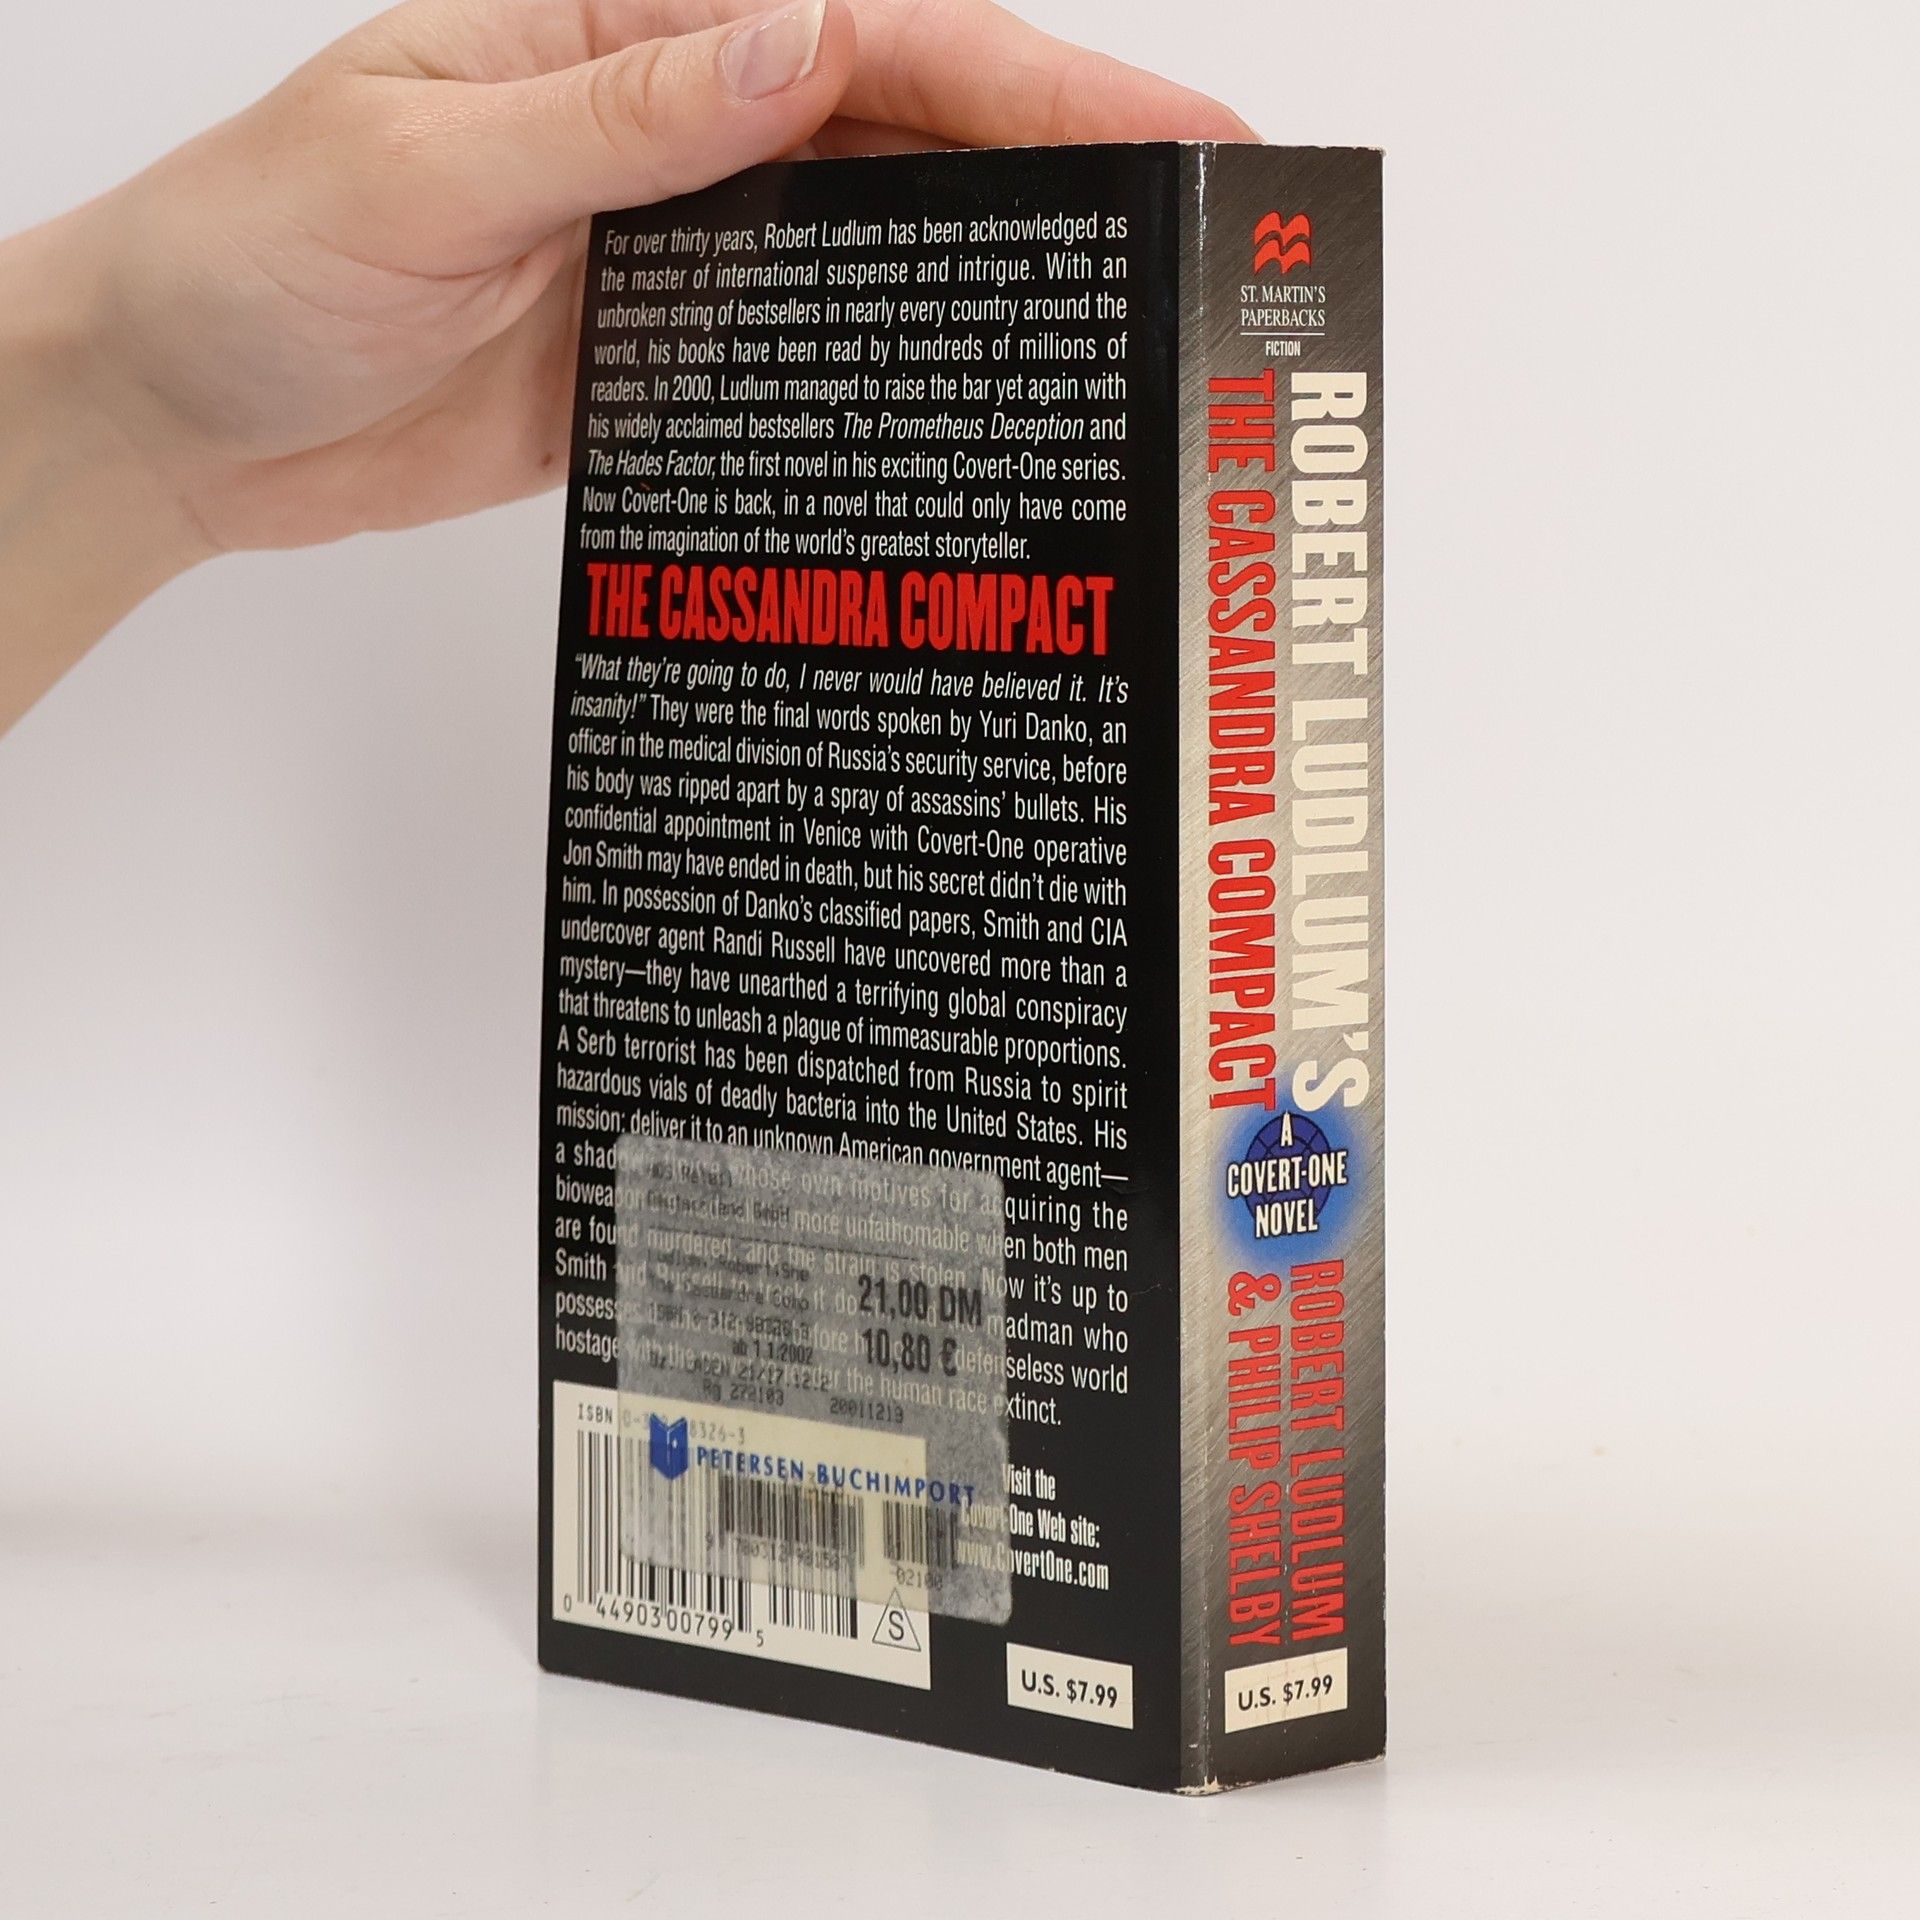 For over thirty years, Robert Ludlum has been acknowledged as
the master of international suspense and intrigue. With an
unbroken string of bestsellers in nearly every country around the
world, his books have been read by hundreds of millions of
readers. In 2000, Ludlum managed to raise the bar yet again with
his widely acclaimed bestsellers The Prometheus Deception and
The Hades Factor, the first novel in his exciting Covert-One series.
Now Covert-One is back, in a novel that could only have come
from the imagination of the world's greatest storyteller.
THE CASSANDRA COMPACT
"What they're going to do, I never would have believed it. It's
insanity!" They were the final words spoken by Yuri Danko, an
officer in the medical division of Russia's security service, before
his body was ripped apart by a spray of assassins' bullets. His
confidential appointment in Venice with Covert-One operative
Jon Smith may have ended in death, but his secret didn't die with
him. In possession of Danko's classified papers, Smith and CIA
undercover agent Randi Russell have uncovered more than a
mystery—they have unearthed a terrifying global conspiracy
that threatens to unleash a plague of immeasurable proportions.
A Serb terrorist has been dispatched from Russia to spirit
hazardous vials of deadly bacteria into the United States. His
mission: deliver it to an unknown American government agent—
a whose own motives for acquiring the
more unfathomable when both men
are found murdered, and the strain is stolen. Now it's up to
Smith and Russell to it madman who
defenseless world
hostage the human race extinct.
21,00 DM
10,80 €
ab 1.1.2002
Rg 272103 20011213
ISBN
8326-3
PETERSEN-BUCHIMPORT
0 44903 00799 5
02100
S
Visit the
Covert-One Web site:
www.CovertOne.com
U.S. $7.99
ST. MARTIN'S
PAPERBACKS
FICTION
ROBERT LUDLUM'S
THE CASSANDRA COMPACT
A
COVERT-ONE
NOVEL
ROBERT LUDLUM
& PHILIP SHELBY
U.S. $7.99